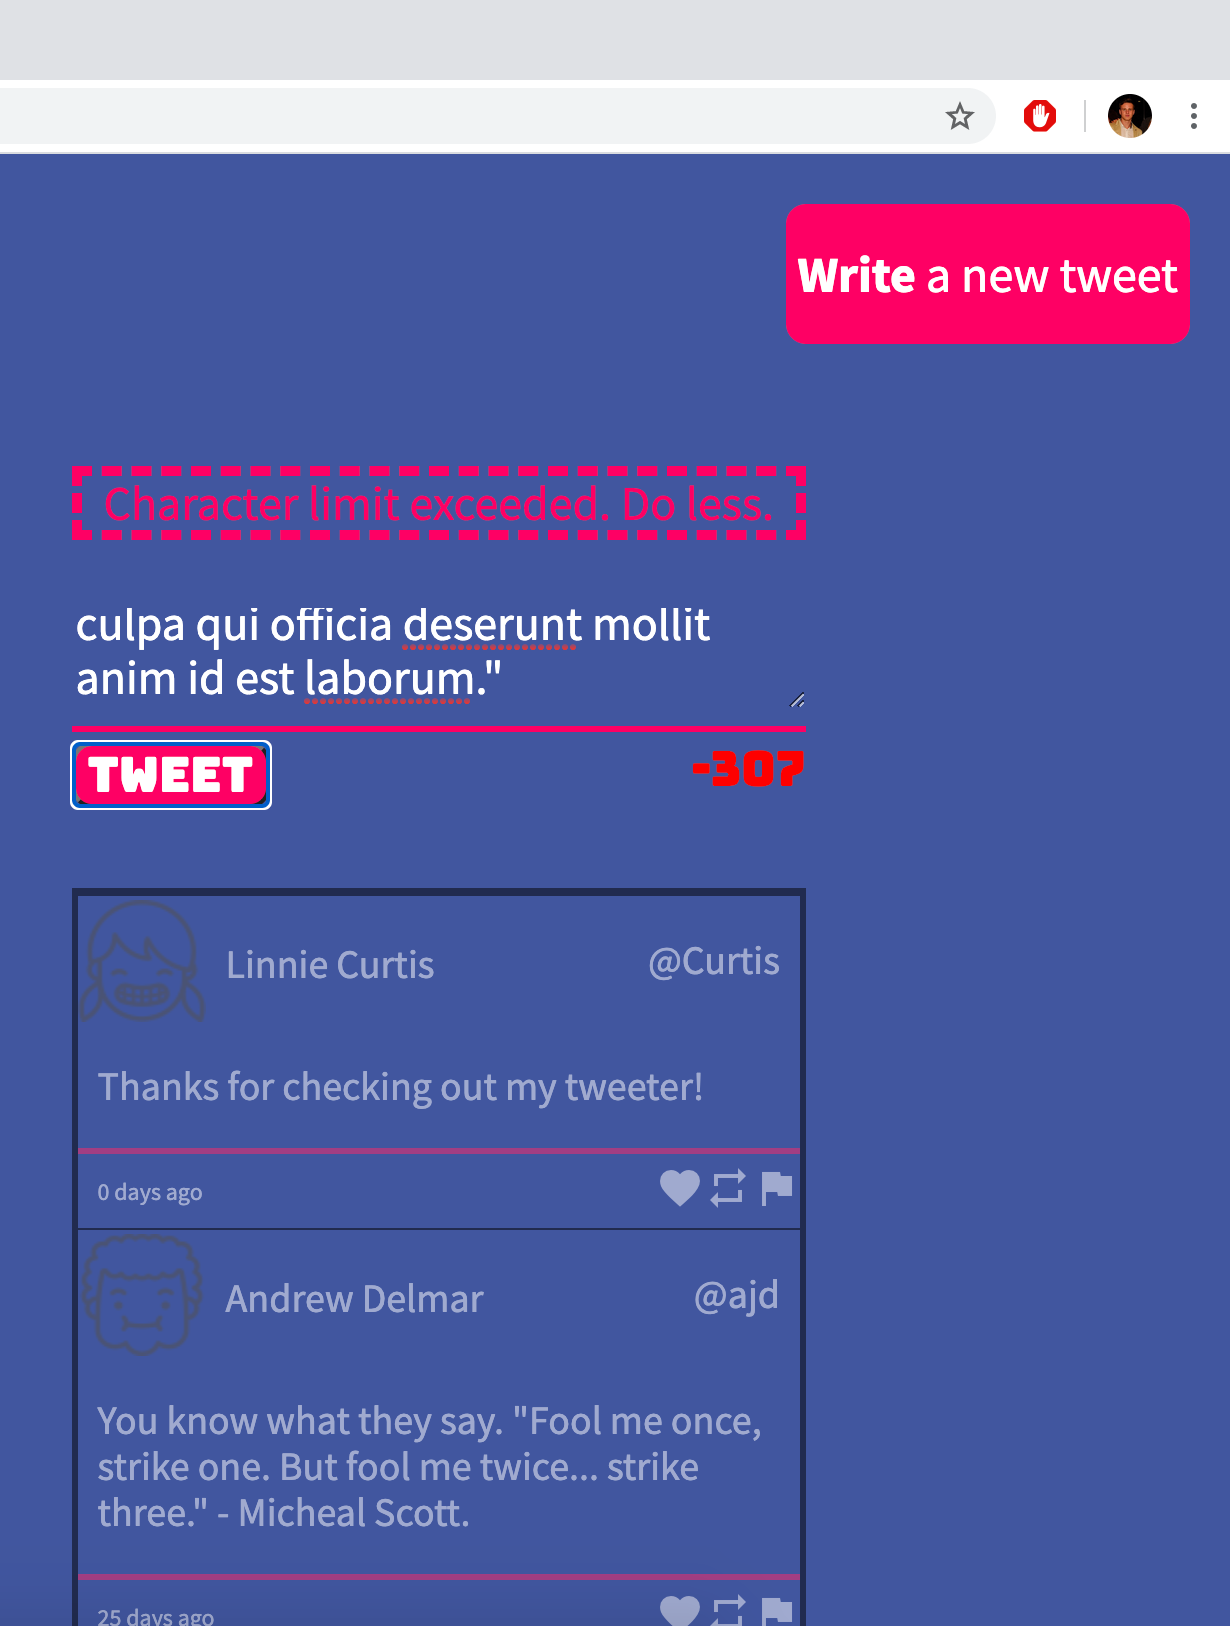 Write a new tweet
Character limit exceeded. Do less.
culpa qui officia deserunt mollit
anim id est laborum."
TWEET
-307
Linnie Curtis
@Curtis
Thanks for checking out my tweeter!
0 days ago
Andrew Delmar
@ajd
You know what they say. "Fool me once,
strike one. But fool me twice... strike
three." - Micheal Scott.
25 days ago